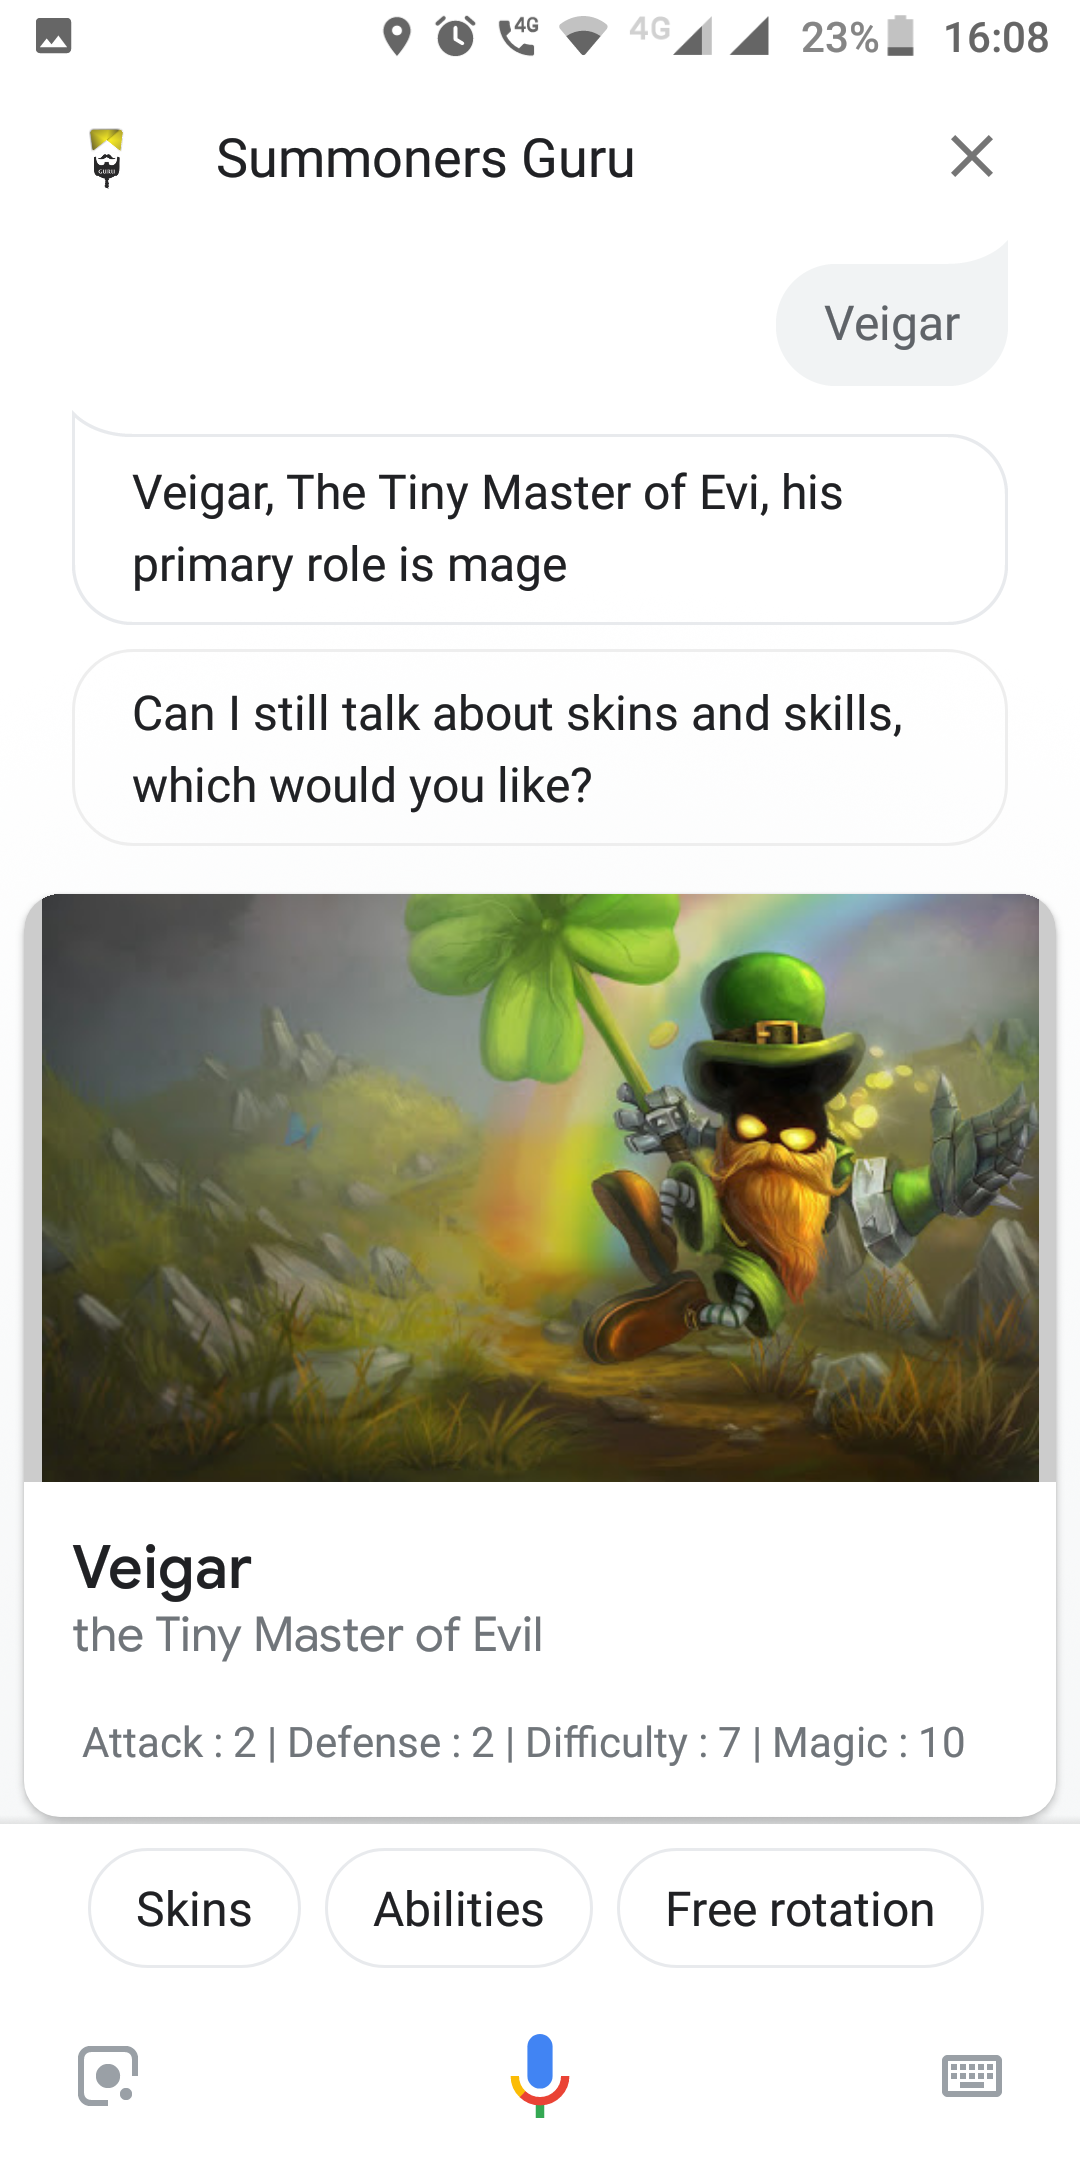 4G 4G 23% 16:08
GURU
Summoners Guru
Veigar
Veigar, The Tiny Master of Evi, his
primary role is mage
Can I still talk about skins and skills,
which would you like?
Veigar
the Tiny Master of Evil
Attack : 2 | Defense : 2 | Difficulty : 7 | Magic : 10
Skins Abilities Free rotation